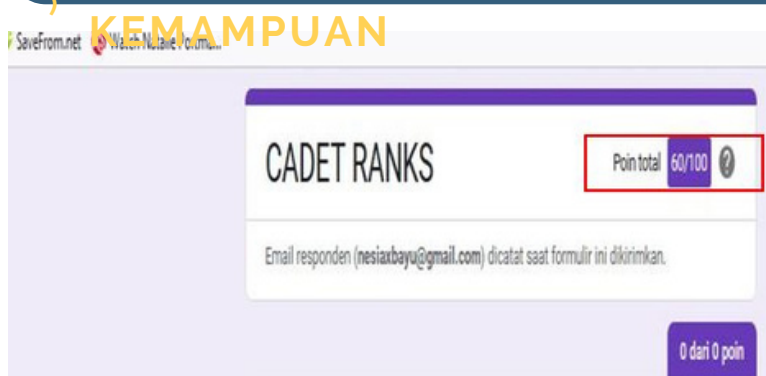 KEMAMPUAN
SaveFrom.net
CADET RANKS
Poin total 60/100 ?
Email responden (nesiaxbayu@gmail.com) dicatat saat formulir ini dikirimkan.
0 dari 0 poin